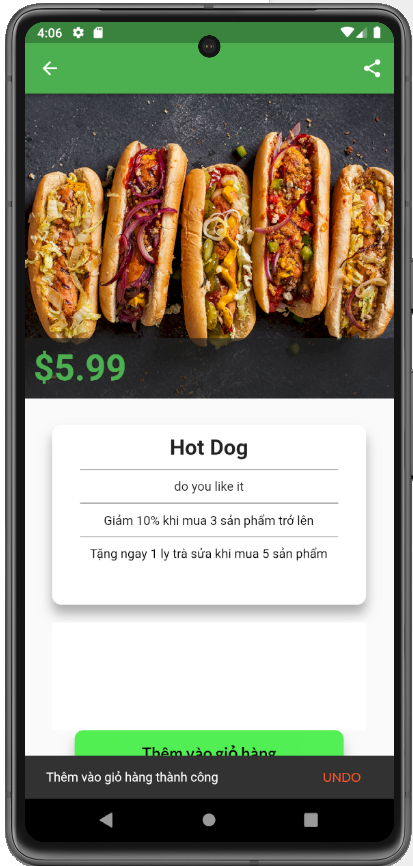 4:06
$5.99
Hot Dog
do you like it
Giảm 10% khi mua 3 sản phẩm trở lên
Tặng ngay 1 ly trà sữa khi mua 5 sản phẩm
Thêm vào giỏ hàng
Thêm vào giỏ hàng thành công UNDO